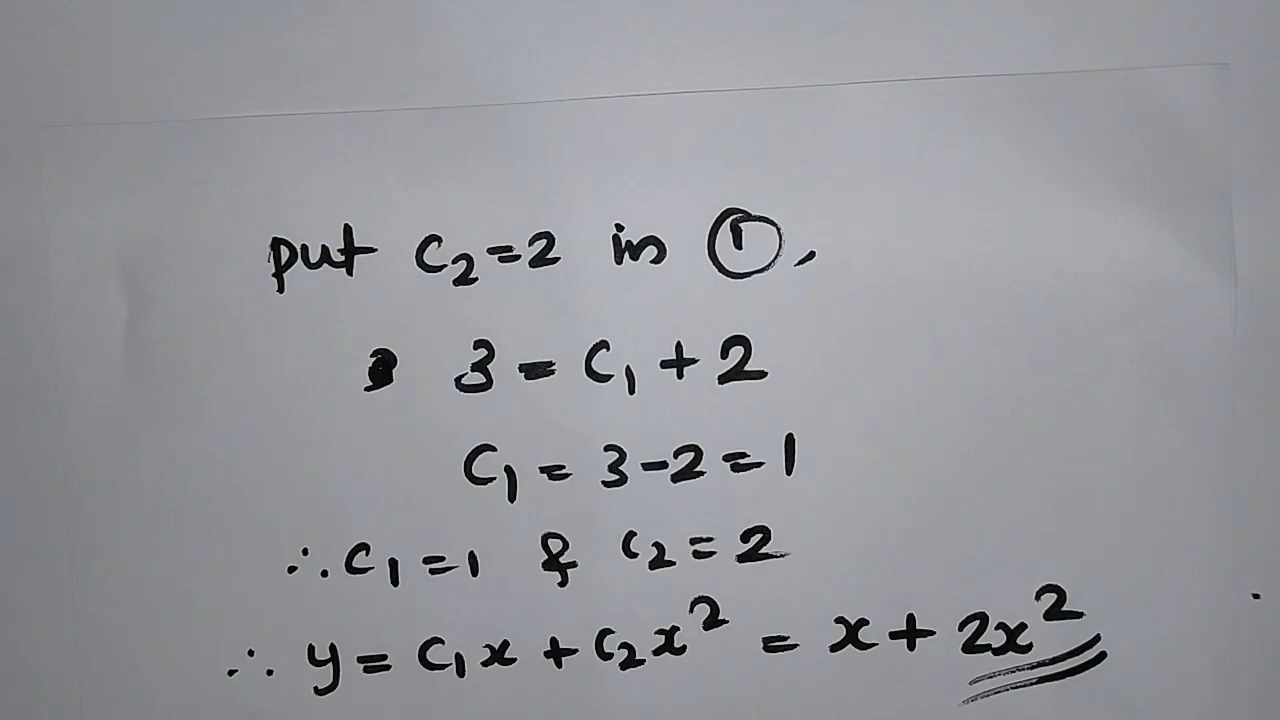 put C₂=2 in ①,
3 = C₁ + 2
C₁ = 3-2 = 1
∴ C₁ = 1 & C₂ = 2
∴ y = C₁x + C₂x² = x + 2x²